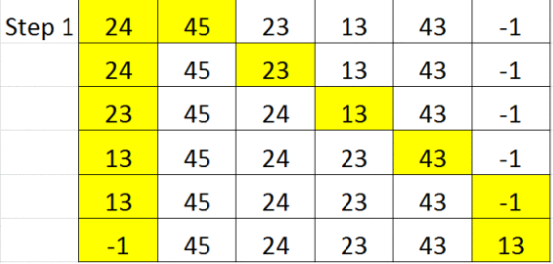 Step 1 24 45 23 13 43 -1
24 45 23 13 43 -1
23 45 24 13 43 -1
13 45 24 23 43 -1
13 45 24 23 43 -1
-1 45 24 23 43 13